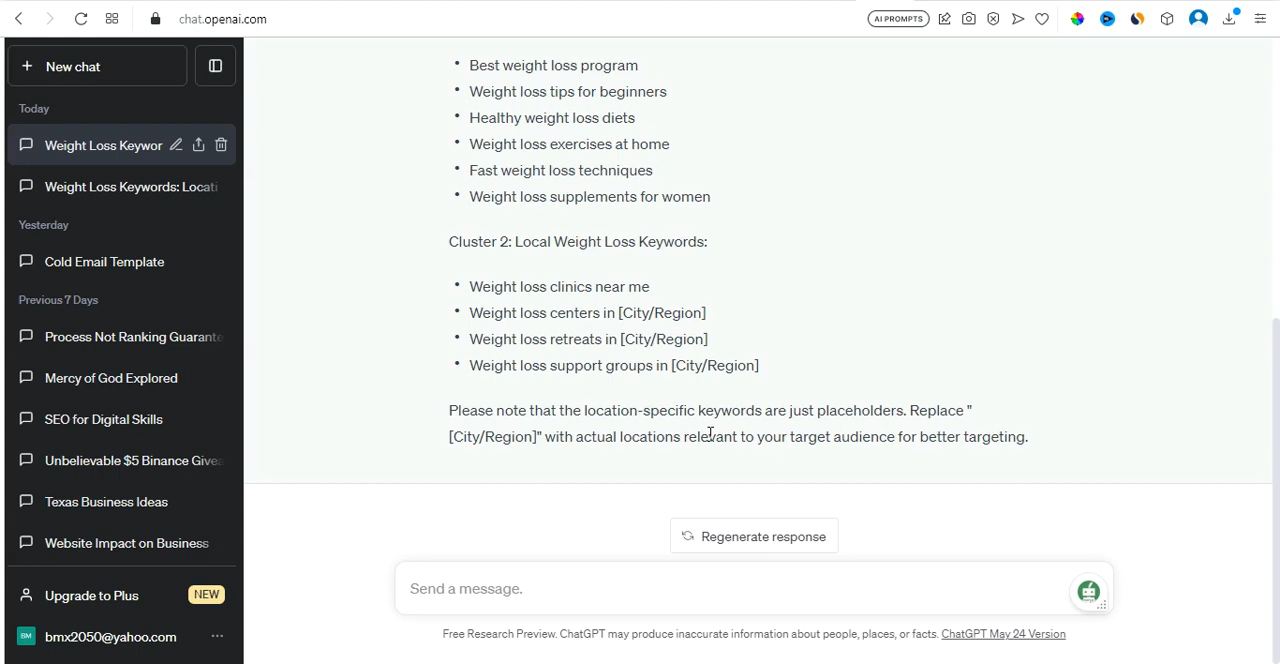 chat.openai.com
AI PROMPTS
New chat
Today
Weight Loss Keywor
Weight Loss Keywords: Locati
Yesterday
Cold Email Template
Previous 7 Days
Process Not Ranking Guarante
Mercy of God Explored
SEO for Digital Skills
Unbelievable $5 Binance Givea
Texas Business Ideas
Website Impact on Business
Upgrade to Plus
NEW
BM
bmx2050@yahoo.com
• Best weight loss program
• Weight loss tips for beginners
• Healthy weight loss diets
• Weight loss exercises at home
• Fast weight loss techniques
• Weight loss supplements for women
Cluster 2: Local Weight Loss Keywords:
• Weight loss clinics near me
• Weight loss centers in [City/Region]
• Weight loss retreats in [City/Region]
• Weight loss support groups in [City/Region]
Please note that the location-specific keywords are just placeholders. Replace "
[City/Region]" with actual locations relevant to your target audience for better targeting.
Regenerate response
Send a message.
Free Research Preview. ChatGPT may produce inaccurate information about people, places, or facts. ChatGPT May 24 Version